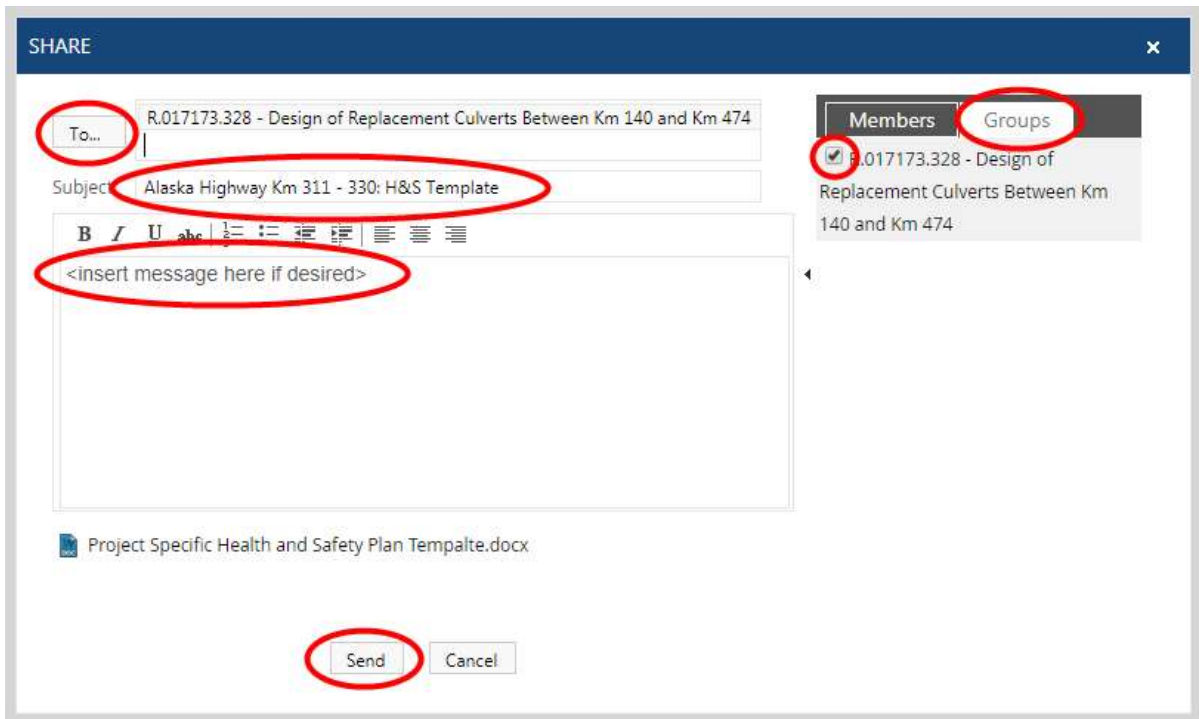 SHARE
×
To...
R.017173.328 - Design of Replacement Culverts Between Km 140 and Km 474
Subject
Alaska Highway Km 311 - 330: H&S Template
B I U abc
<insert message here if desired>
Project Specific Health and Safety Plan Tempalte.docx
Send Cancel
Members Groups
R.017173.328 - Design of
Replacement Culverts Between Km
140 and Km 474